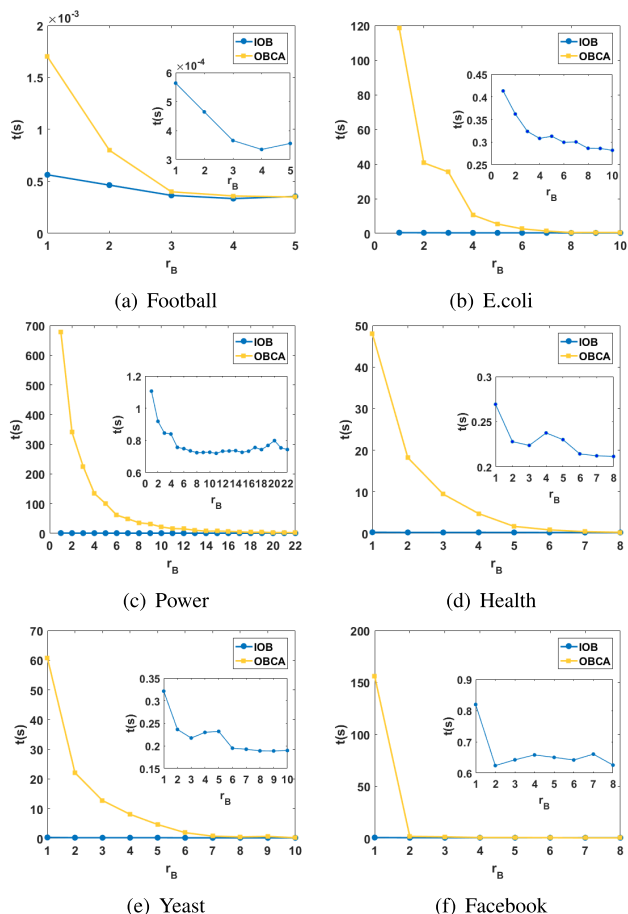 2 ×10⁻³
1.5
1
0.5
0
t(s)
1 2 3 4 5
r_B
IOB
OBCA
6 ×10⁻⁴
5
4
3
t(s)
1 2 3 4 5
r_B
(a) Football
120
100
80
60
40
20
0
t(s)
0 2 4 6 8 10
r_B
IOB
OBCA
0.45
0.4
0.35
0.3
0.25
t(s)
0 1 2 3 4 5 6 7 8 9 10
r_B
(b) E.coli
700
600
500
400
300
200
100
0
t(s)
0 2 4 6 8 10 12 14 16 18 20 22
r_B
IOB
OBCA
1.2
1
0.8
0.6
t(s)
0 2 4 6 8 10 12 14 16 18 20 22
r_B
(c) Power
50
40
30
20
10
0
t(s)
1 2 3 4 5 6 7 8
r_B
IOB
OBCA
0.3
0.25
0.2
t(s)
1 2 3 4 5 6 7 8
r_B
(d) Health
70
60
50
40
30
20
10
0
t(s)
1 2 3 4 5 6 7 8 9 10
r_B
IOB
OBCA
0.35
0.3
0.25
0.2
0.15
t(s)
1 2 3 4 5 6 7 8 9 10
r_B
(e) Yeast
200
150
100
50
0
t(s)
1 2 3 4 5 6 7 8
r_B
IOB
OBCA
0.9
0.8
0.7
0.6
t(s)
1 2 3 4 5 6 7 8
r_B
(f) Facebook